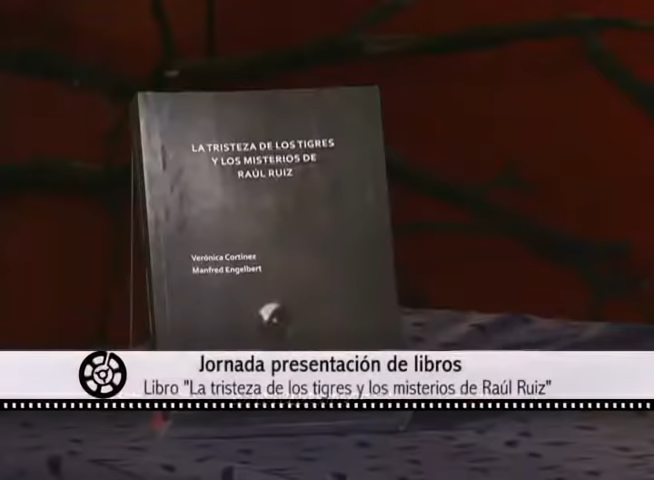 LA TRISTEZA DE LOS TIGRES
Y LOS MISTERIOS DE
RAÚL RUIZ
Verónica Cortínez
Manfred Engelbert
Jornada presentación de libros
Libro "La tristeza de los tigres y los misterios de Raúl Ruiz"